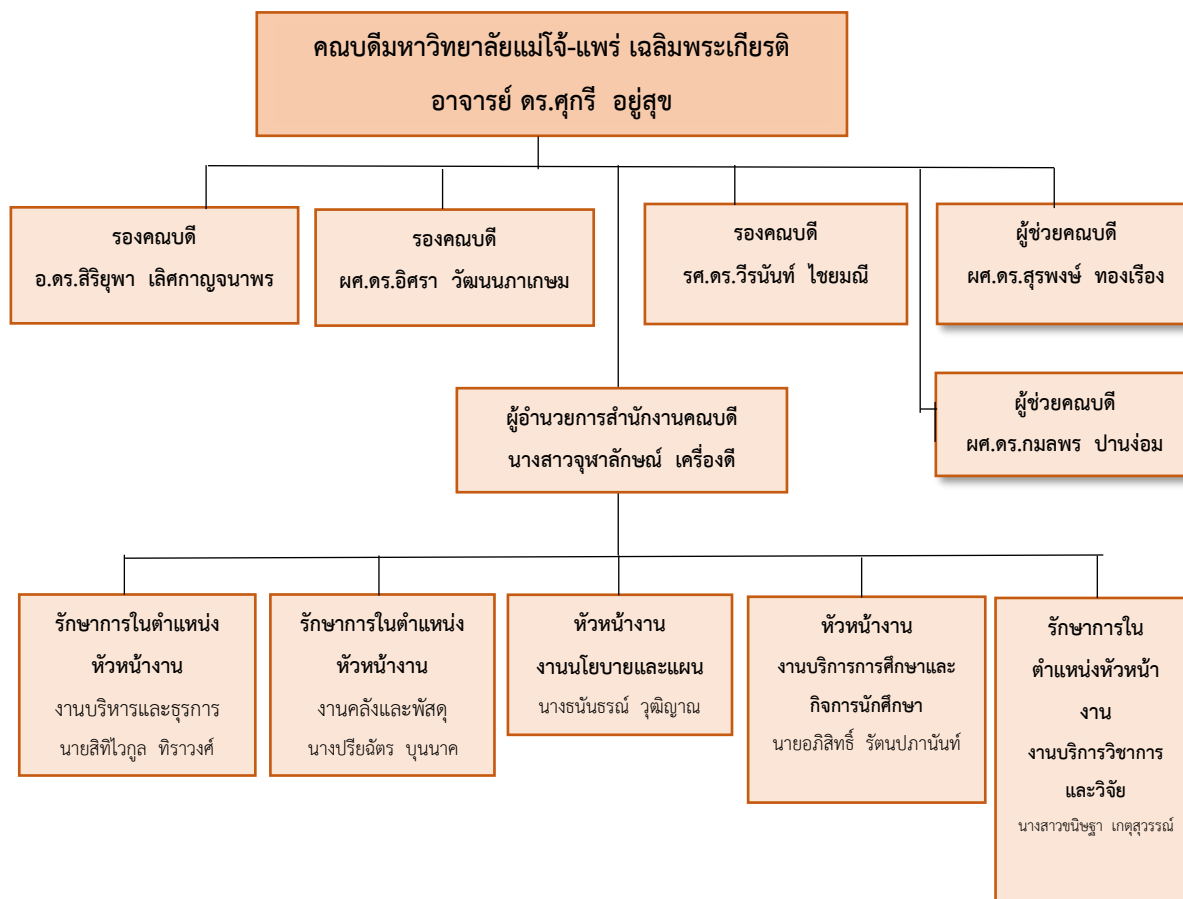 คณบดีมหาวิทยาลัยแม่โจ้-แพร่ เฉลิมพระเกียรติ
อาจารย์ ดร.ศุกรี  อยู่สุข
รองคณบดี
อ.ดร.สิริยุพา  เลิศกาญจนาพร
รองคณบดี
ผศ.ดร.อิศรา  วัฒนนภาเกษม
รองคณบดี
รศ.ดร.วีรนันท์  ไชยมณี
ผู้ช่วยคณบดี
ผศ.ดร.สุรพงษ์  ทองเรือง
ผู้ช่วยคณบดี
ผศ.ดร.กมลพร  ปานง่อม
ผู้อำนวยการสำนักงานคณบดี
นางสาวจุฬาลักษณ์  เครื่องดี
รักษาการในตำแหน่ง
หัวหน้างาน
งานบริหารและธุรการ
นายสิทิไวกูล  ทิราวงศ์
รักษาการในตำแหน่ง
หัวหน้างาน
งานคลังและพัสดุ
นางปรียฉัตร  บุนนาค
หัวหน้างาน
งานนโยบายและแผน
นางธนันธรณ์  วุฒิญาณ
หัวหน้างาน
งานบริการการศึกษาและ
กิจการนักศึกษา
นายอภิสิทธิ์  รัตนปภานันท์
รักษาการใน
ตำแหน่งหัวหน้า
งาน
งานบริการวิชาการ
และวิจัย
นางสาวขนิษฐา  เกตุสุวรรณ์